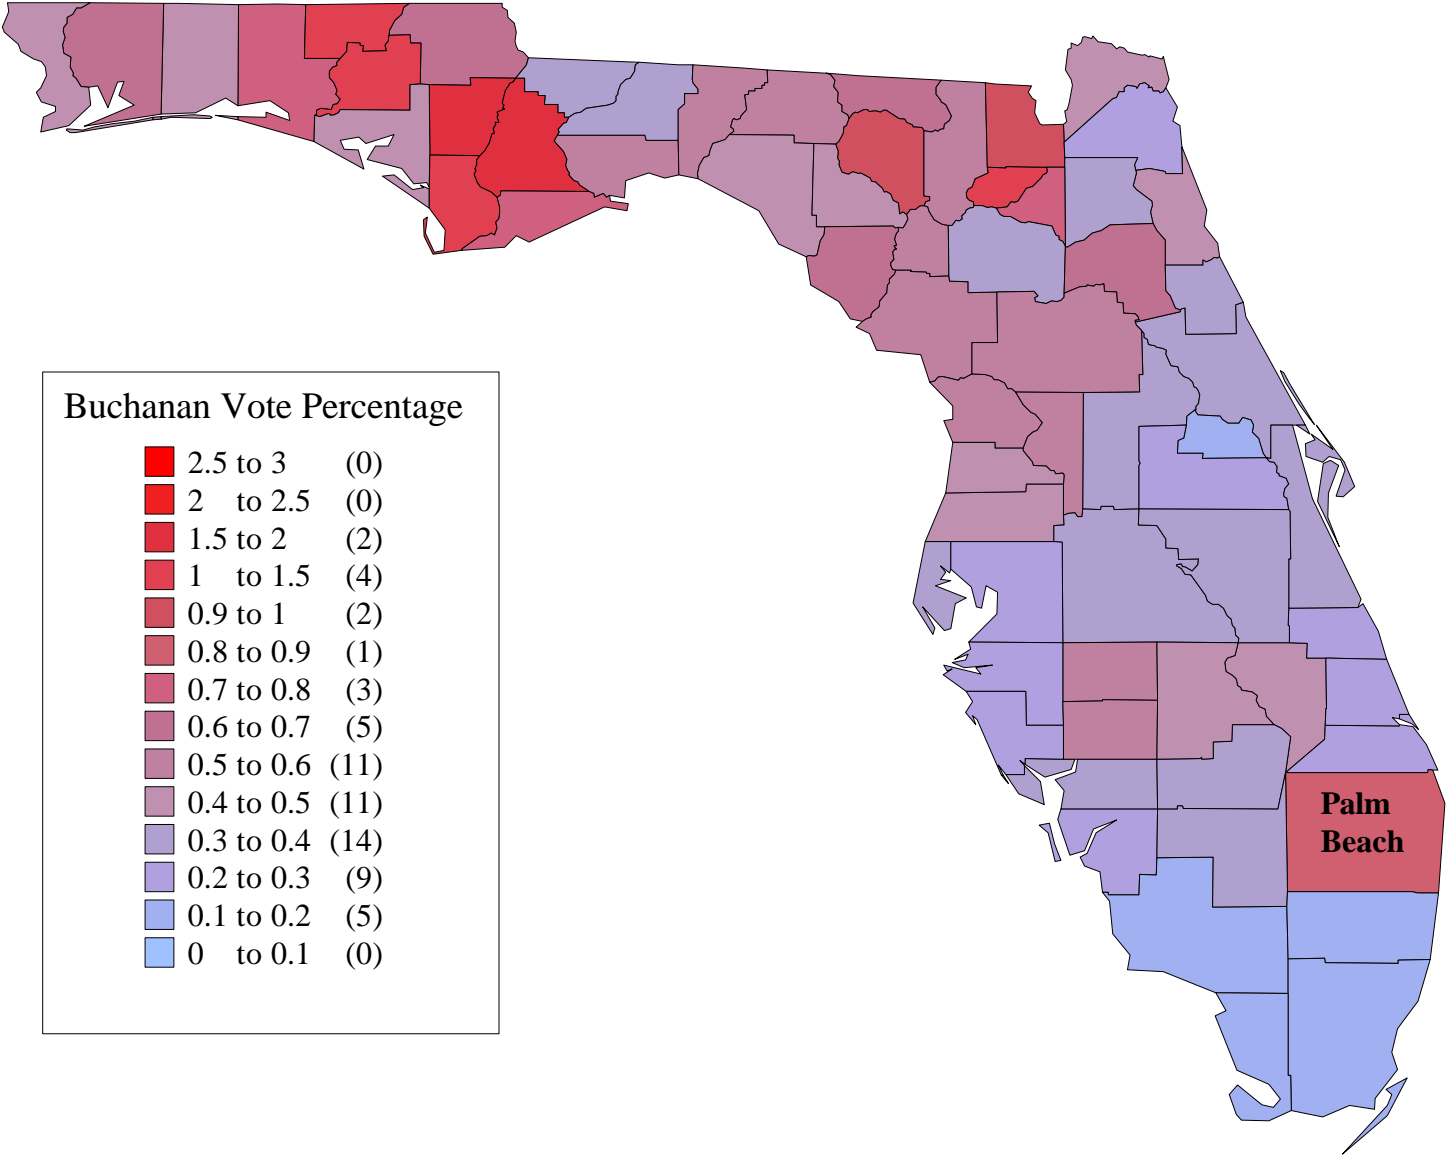 Buchanan Vote Percentage
2.5 to 3 (0)
2 to 2.5 (0)
1.5 to 2 (2)
1 to 1.5 (4)
0.9 to 1 (2)
0.8 to 0.9 (1)
0.7 to 0.8 (3)
0.6 to 0.7 (5)
0.5 to 0.6 (11)
0.4 to 0.5 (11)
0.3 to 0.4 (14)
0.2 to 0.3 (9)
0.1 to 0.2 (5)
0 to 0.1 (0)
Palm
Beach